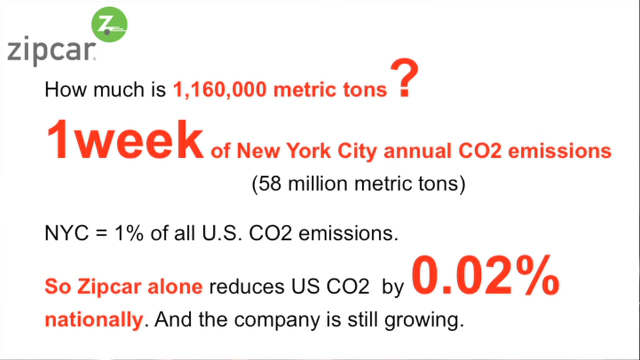 zipcar
How much is 1,160,000 metric tons ?
1week of New York City annual CO2 emissions
(58 million metric tons)
NYC = 1% of all U.S. CO2 emissions.
So Zipcar alone reduces US CO2 by 0.02%
nationally. And the company is still growing.